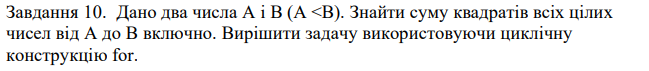 Завдання 10. Дано два числа А і В (А <В). Знайти суму квадратів всіх цілих
чисел від А до В включно. Вирішити задачу використовуючи циклічну
конструкцію for.